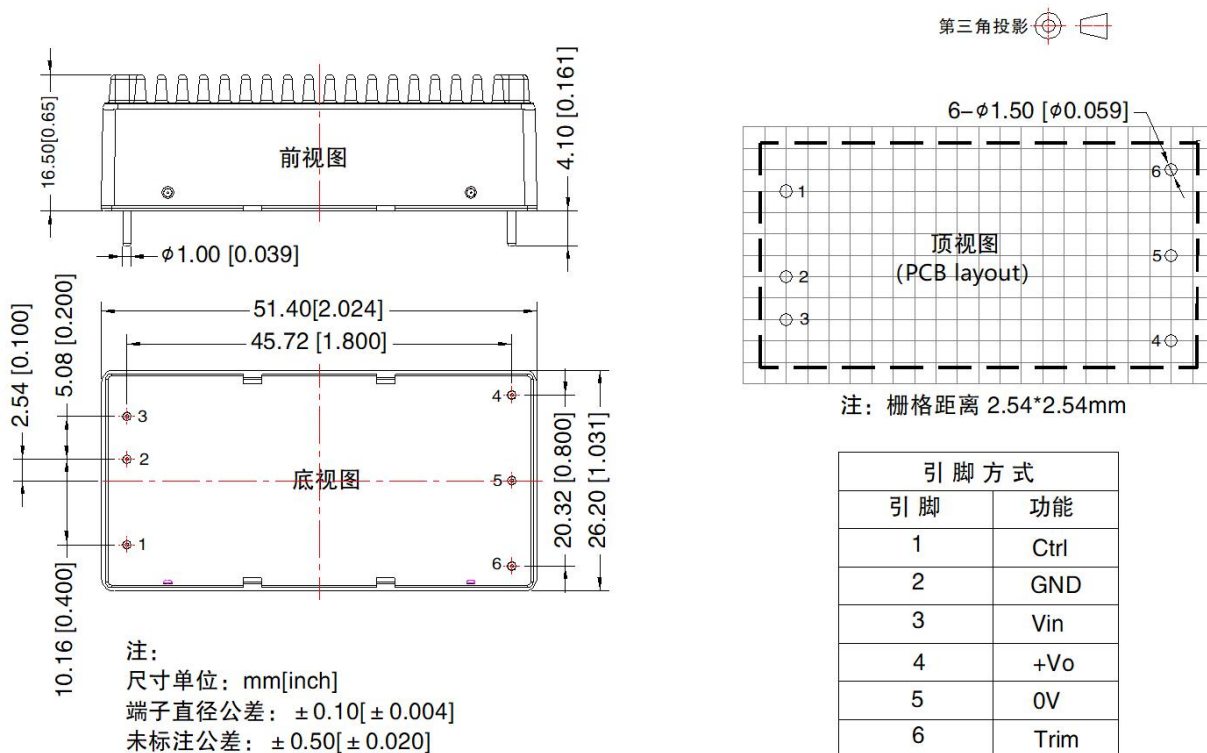 第三角投影
16.50[0.65]
前视图
4.10 [0.161]
φ1.00 [0.039]
6-φ1.50 [φ0.059]
1
2
3
6
5
4
顶视图
(PCB layout)
注：栅格距离 2.54*2.54mm
51.40[2.024]
45.72 [1.800]
2.54 [0.100]
5.08 [0.200]
10.16 [0.400]
3
2
1
底视图
4
5
6
20.32 [0.800]
26.20 [1.031]
注：
尺寸单位：mm[inch]
端子直径公差：±0.10[±0.004]
未标注公差：±0.50[±0.020]
引 脚 方 式
引 脚 功能
1 Ctrl
2 GND
3 Vin
4 +Vo
5 0V
6 Trim